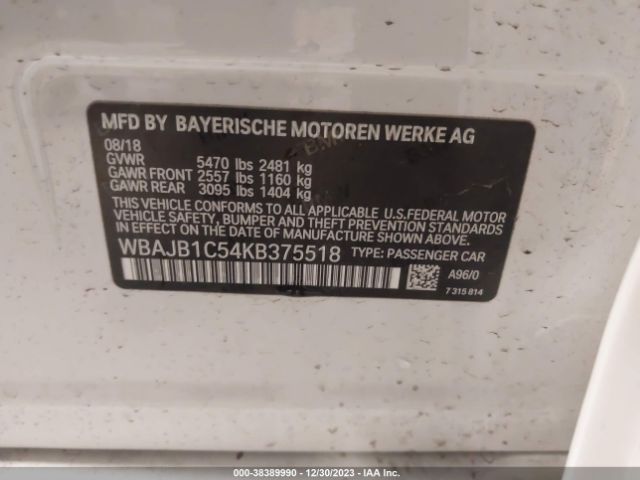 MFD BY BAYERISCHE MOTOREN WERKE AG
08/18
GVWR 5470 lbs 2481 kg
GAWR FRONT 2557 lbs 1160 kg
GAWR REAR 3095 lbs 1404 kg
THIS VEHICLE CONFORMS TO ALL APPLICABLE U.S.FEDERAL MOTOR
VEHICLE SAFETY, BUMPER AND THEFT PREVENTION STANDARDS
IN EFFECT ON THE DATE OF MANUFACTURE SHOWN ABOVE.
WBAJB1C54KB375518 TYPE: PASSENGER CAR
A96/0
7 315 814
000-38389990 - 12/30/2023 - IAA Inc.